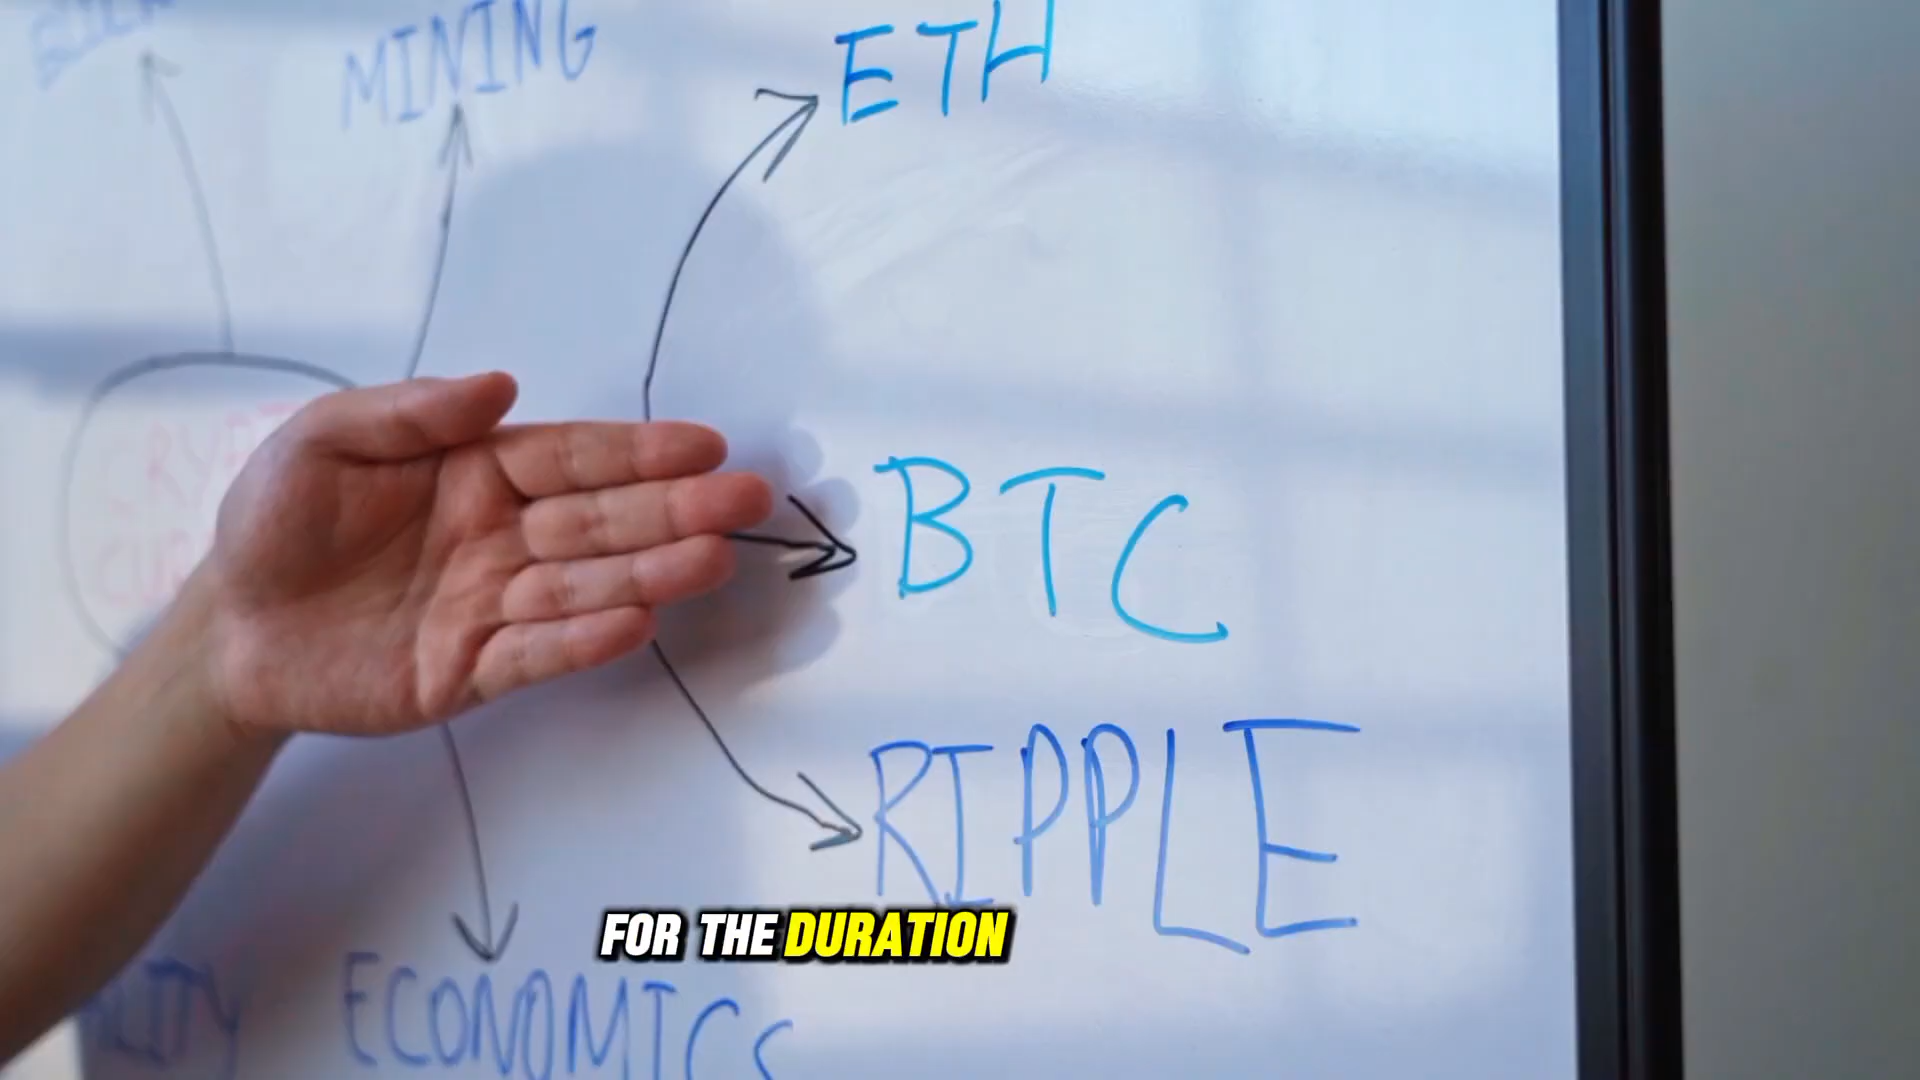 MINING
ETH
BTC
RIPPLE
FOR THE DURATION
ECONOMICS